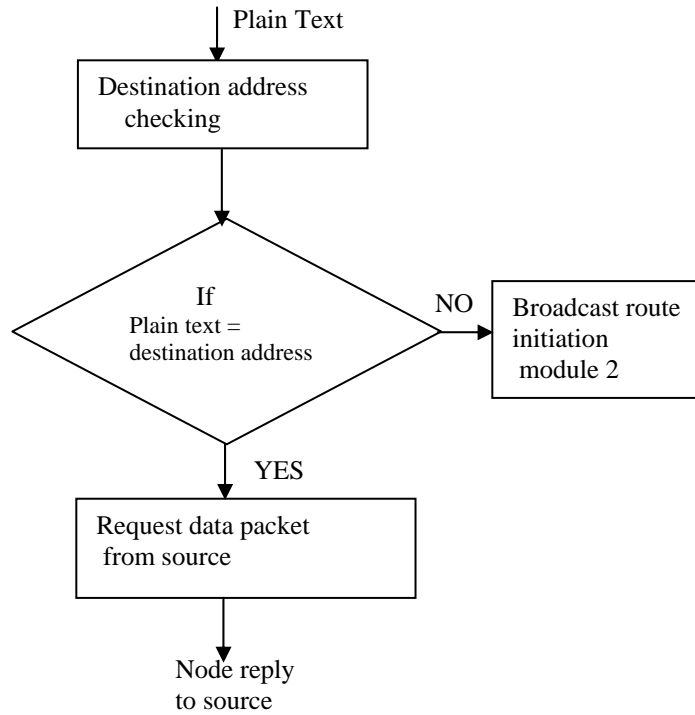 Plain Text
Destination address
checking
If
Plain text =
destination address
NO
Broadcast route
initiation
module 2
YES
Request data packet
from source
Node reply
to source